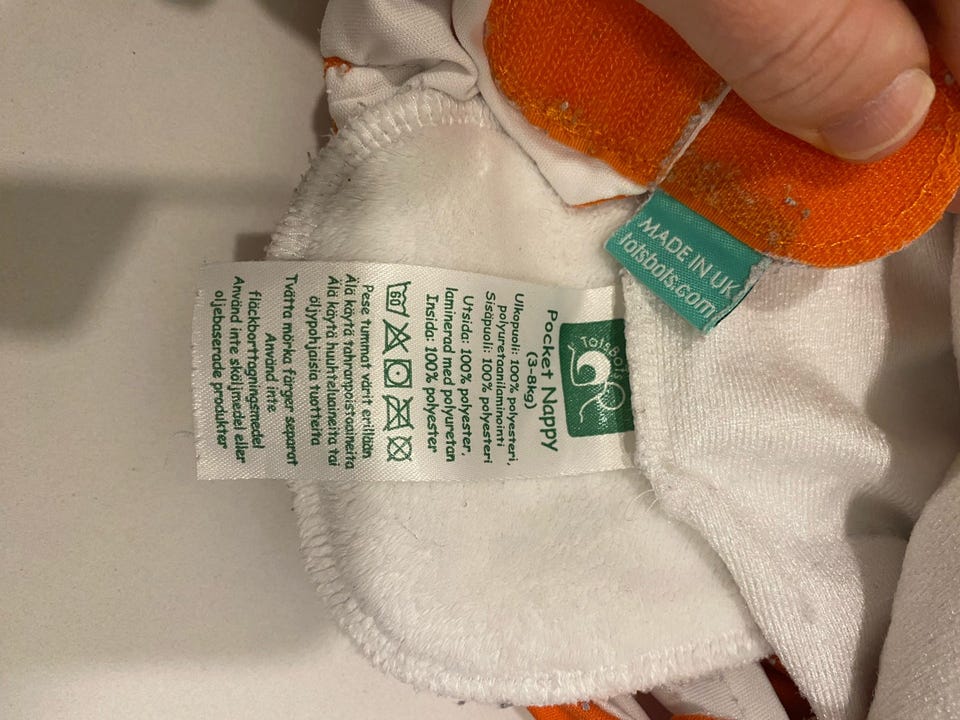 TotsBots
Pocket Nappy
(3-8kg)
Ulkopuoli: 100% polyesteri,
polyuretaanilaminointi
Sisäpuoli: 100% polyesteri
Utsida: 100% polyester,
laminerad med polyuretan
Insida: 100% polyester
60
Pese tummat värit erillään
Älä käytä tahranpoistoaineita
Älä käytä huuhteluaineita tai
öljypohjaisia tuotteita
Tvätta mörka färger separat
Använd inte
fläckborttagningsmedel
Använd inte sköljmedel eller
oljebaserade produkter
MADE IN UK
totsbots.com